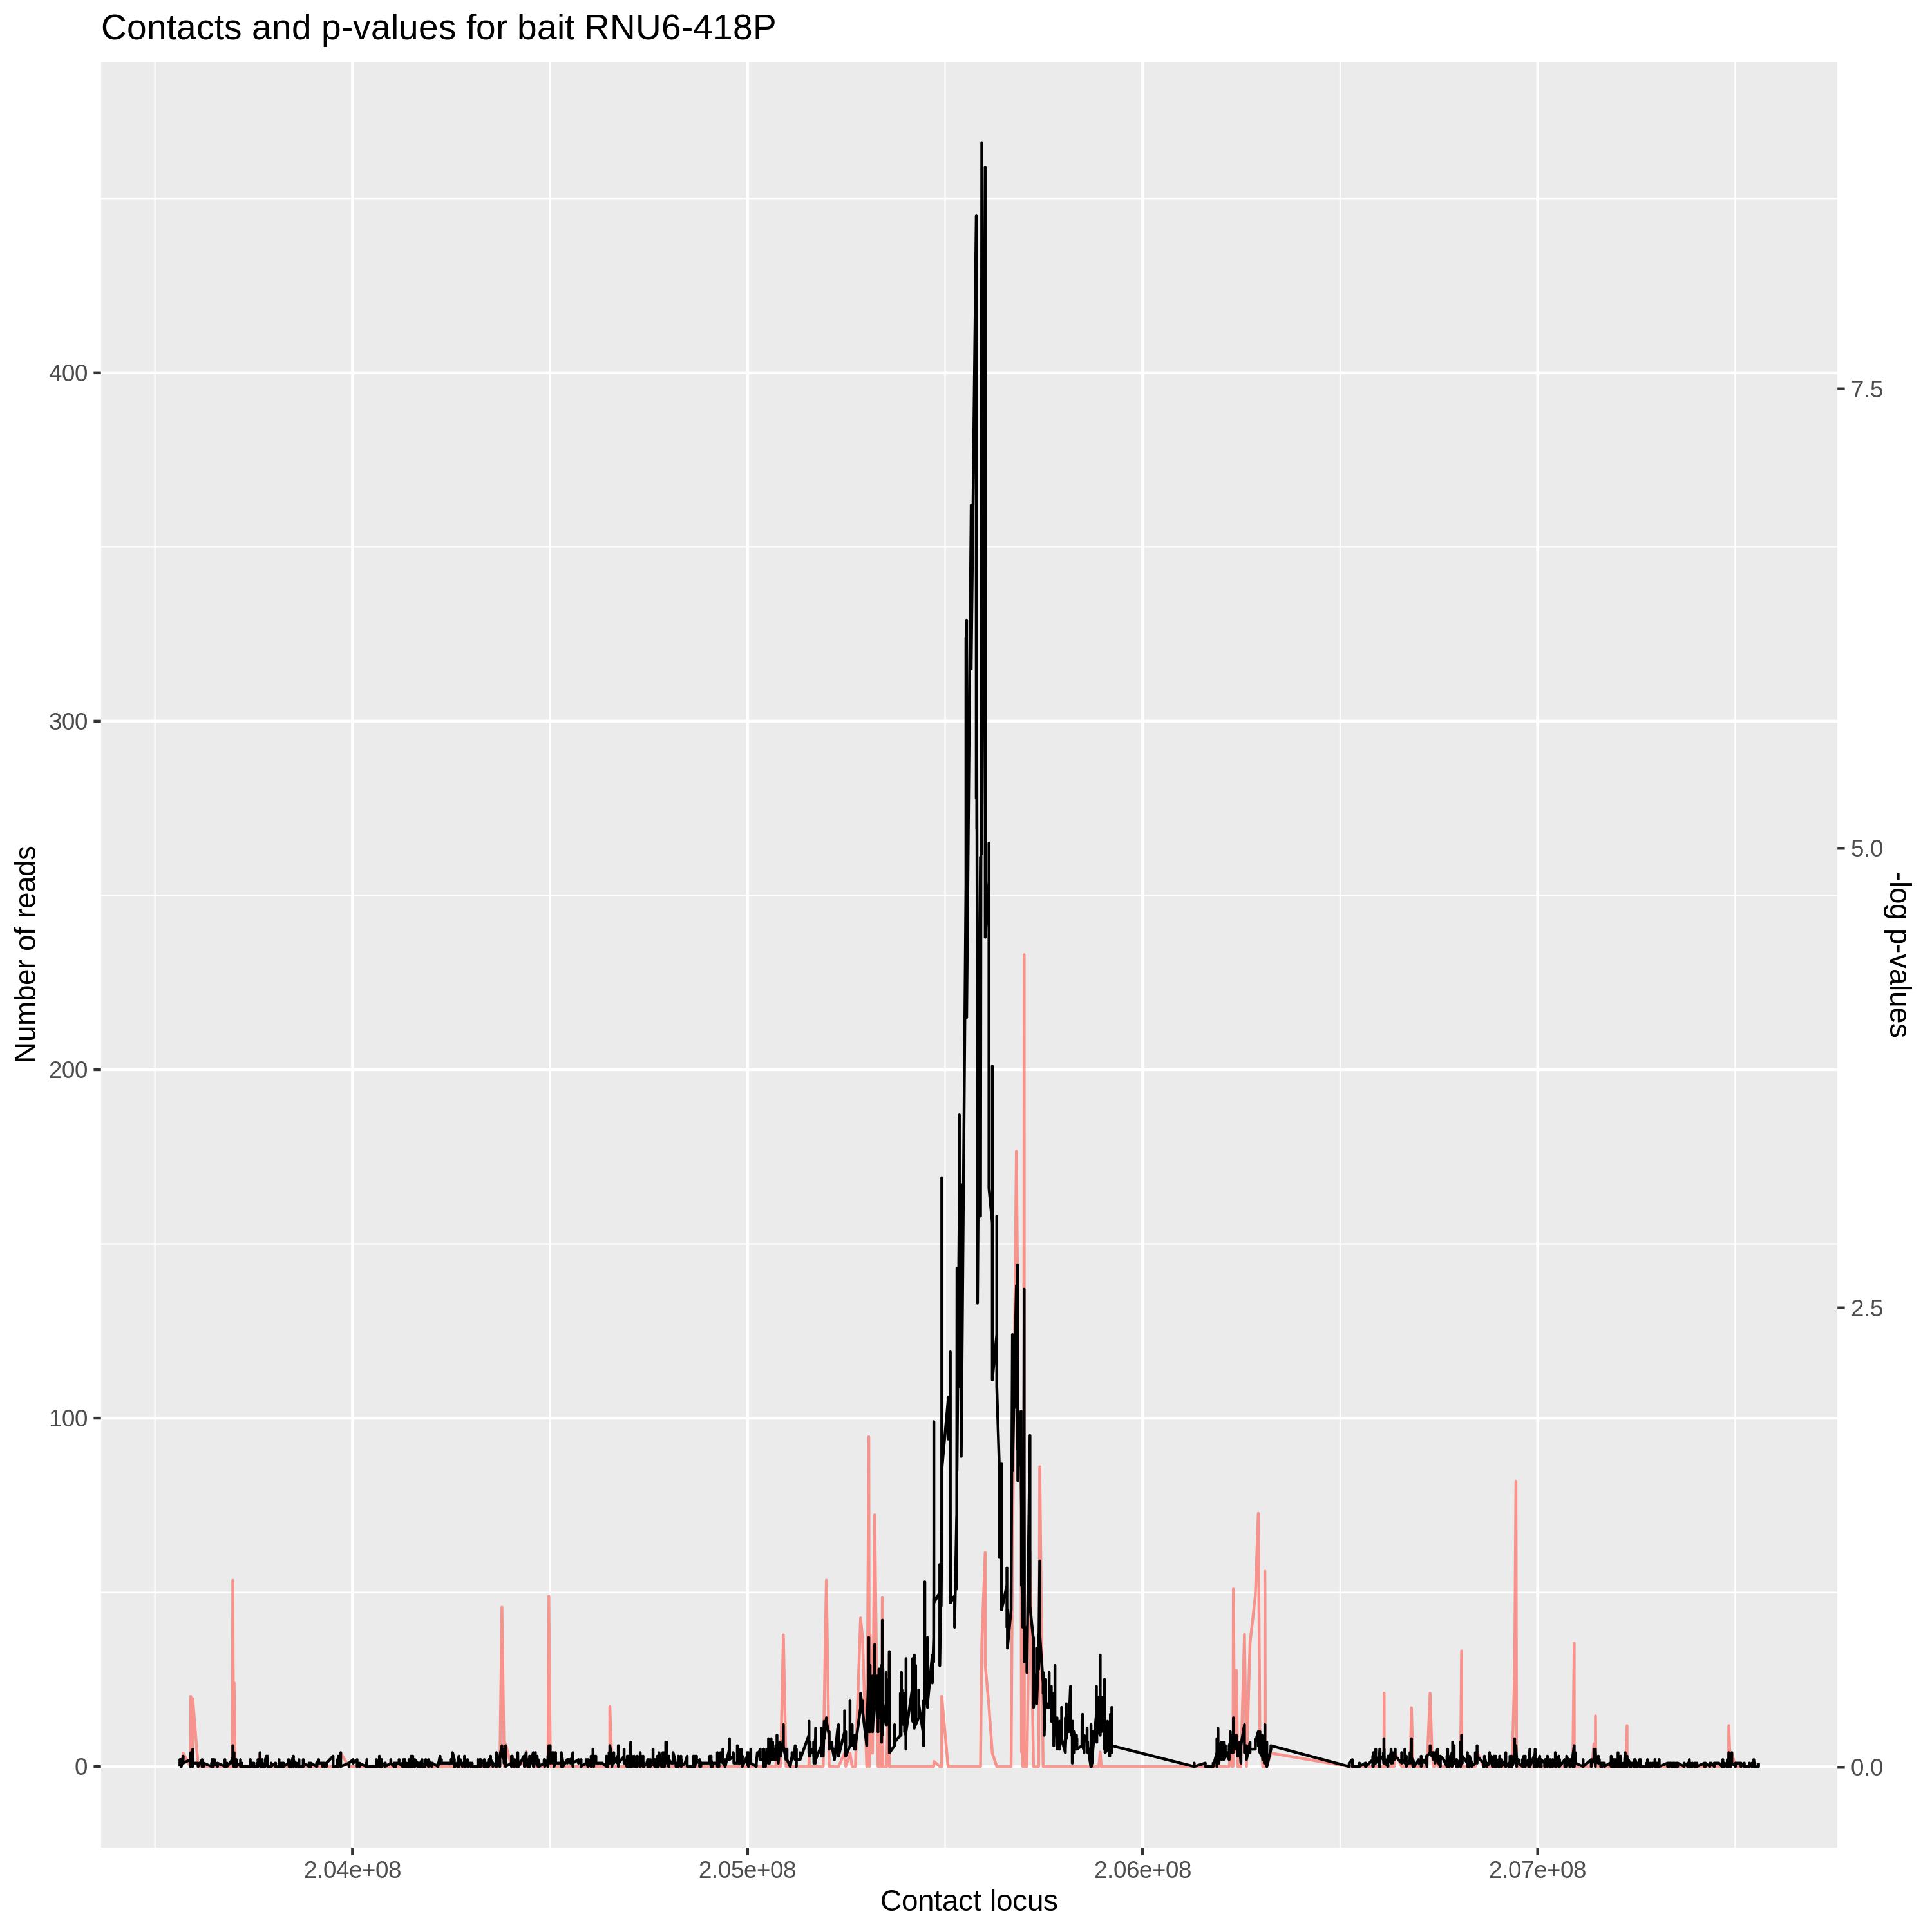 Contacts and p-values for bait RNU6-418P
400
300
200
100
0
Number of reads
7.5
5.0
2.5
0.0
-log p-values
2.04e+08
2.05e+08
2.06e+08
2.07e+08
Contact locus